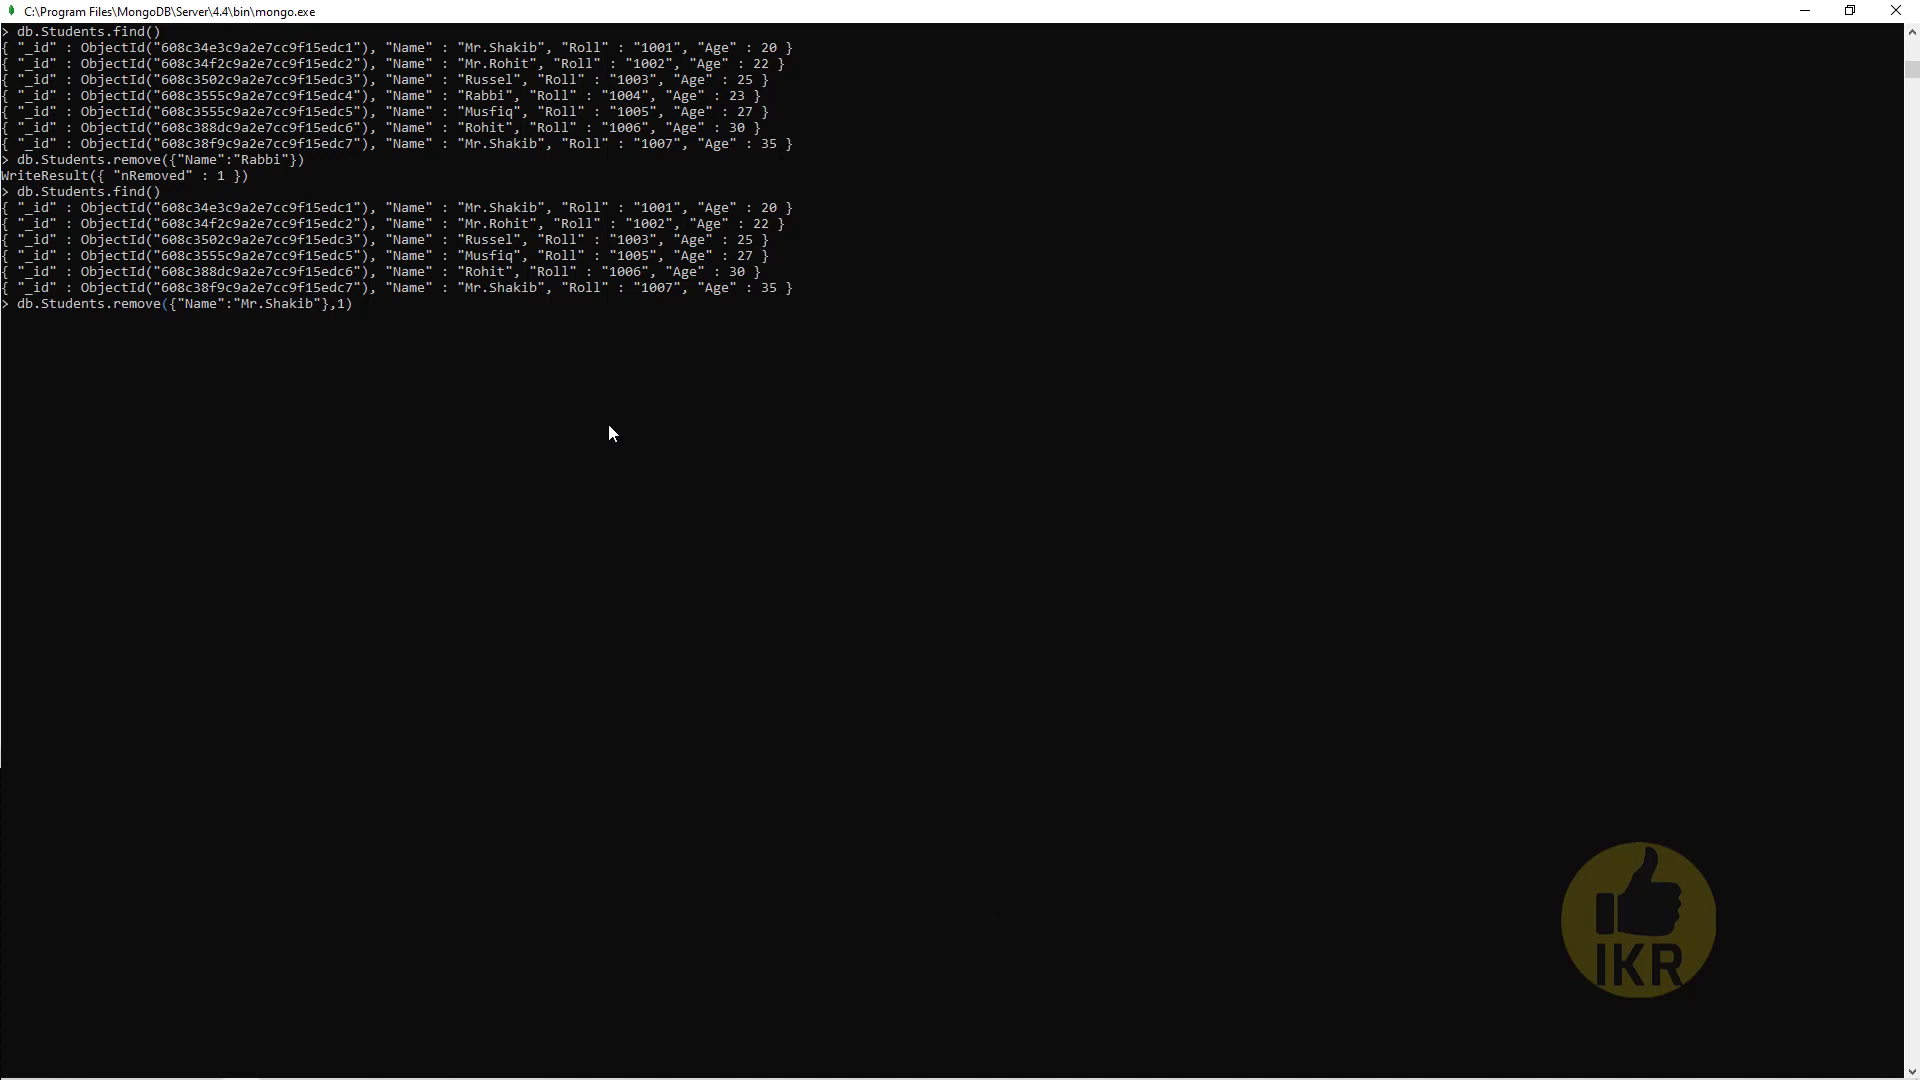 C:\Program Files\MongoDB\Server\4.4\bin\mongo.exe
> db.Students.find()
{ "_id" : ObjectId("608c34e3c9a2e7cc9f15edc1"), "Name" : "Mr.Shakib", "Roll" : "1001", "Age" : 20 }
{ "_id" : ObjectId("608c34f2c9a2e7cc9f15edc2"), "Name" : "Mr.Rohit", "Roll" : "1002", "Age" : 22 }
{ "_id" : ObjectId("608c3502c9a2e7cc9f15edc3"), "Name" : "Russel", "Roll" : "1003", "Age" : 25 }
{ "_id" : ObjectId("608c3555c9a2e7cc9f15edc4"), "Name" : "Rabbi", "Roll" : "1004", "Age" : 23 }
{ "_id" : ObjectId("608c3555c9a2e7cc9f15edc5"), "Name" : "Musfiq", "Roll" : "1005", "Age" : 27 }
{ "_id" : ObjectId("608c388dc9a2e7cc9f15edc6"), "Name" : "Rohit", "Roll" : "1006", "Age" : 30 }
{ "_id" : ObjectId("608c38f9c9a2e7cc9f15edc7"), "Name" : "Mr.Shakib", "Roll" : "1007", "Age" : 35 }
> db.Students.remove({"Name":"Rabbi"})
WriteResult({ "nRemoved" : 1 })
> db.Students.find()
{ "_id" : ObjectId("608c34e3c9a2e7cc9f15edc1"), "Name" : "Mr.Shakib", "Roll" : "1001", "Age" : 20 }
{ "_id" : ObjectId("608c34f2c9a2e7cc9f15edc2"), "Name" : "Mr.Rohit", "Roll" : "1002", "Age" : 22 }
{ "_id" : ObjectId("608c3502c9a2e7cc9f15edc3"), "Name" : "Russel", "Roll" : "1003", "Age" : 25 }
{ "_id" : ObjectId("608c3555c9a2e7cc9f15edc5"), "Name" : "Musfiq", "Roll" : "1005", "Age" : 27 }
{ "_id" : ObjectId("608c388dc9a2e7cc9f15edc6"), "Name" : "Rohit", "Roll" : "1006", "Age" : 30 }
{ "_id" : ObjectId("608c38f9c9a2e7cc9f15edc7"), "Name" : "Mr.Shakib", "Roll" : "1007", "Age" : 35 }
> db.Students.remove({"Name":"Mr.Shakib"},1)
IKR